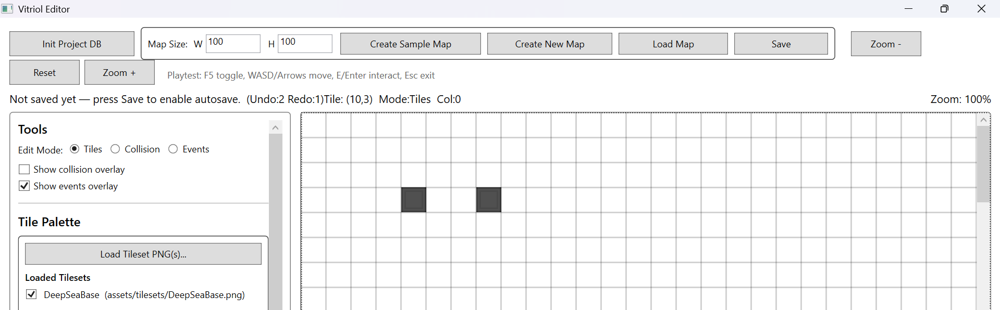 Vitriol Editor
Init Project DB
Map Size: W 100 H 100 Create Sample Map Create New Map Load Map Save
Zoom -
Reset Zoom + Playtest: F5 toggle, WASD/Arrows move, E/Enter interact, Esc exit
Not saved yet — press Save to enable autosave. (Undo:2 Redo:1)Tile: (10,3) Mode:Tiles Col:0
Zoom: 100%
Tools
Edit Mode: Tiles Collision Events
Show collision overlay
Show events overlay
Tile Palette
Load Tileset PNG(s)...
Loaded Tilesets
DeepSeaBase (assets/tilesets/DeepSeaBase.png)